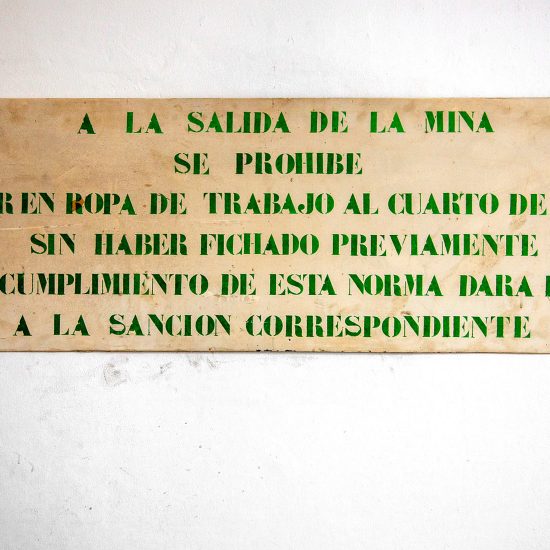 A LA SALIDA DE LA MINA
SE PROHIBE
R EN ROPA DE TRABAJO AL CUARTO DE
SIN HABER FICHADO PREVIAMENTE
CUMPLIMIENTO DE ESTA NORMA DARA
A LA SANCION CORRESPONDIENTE